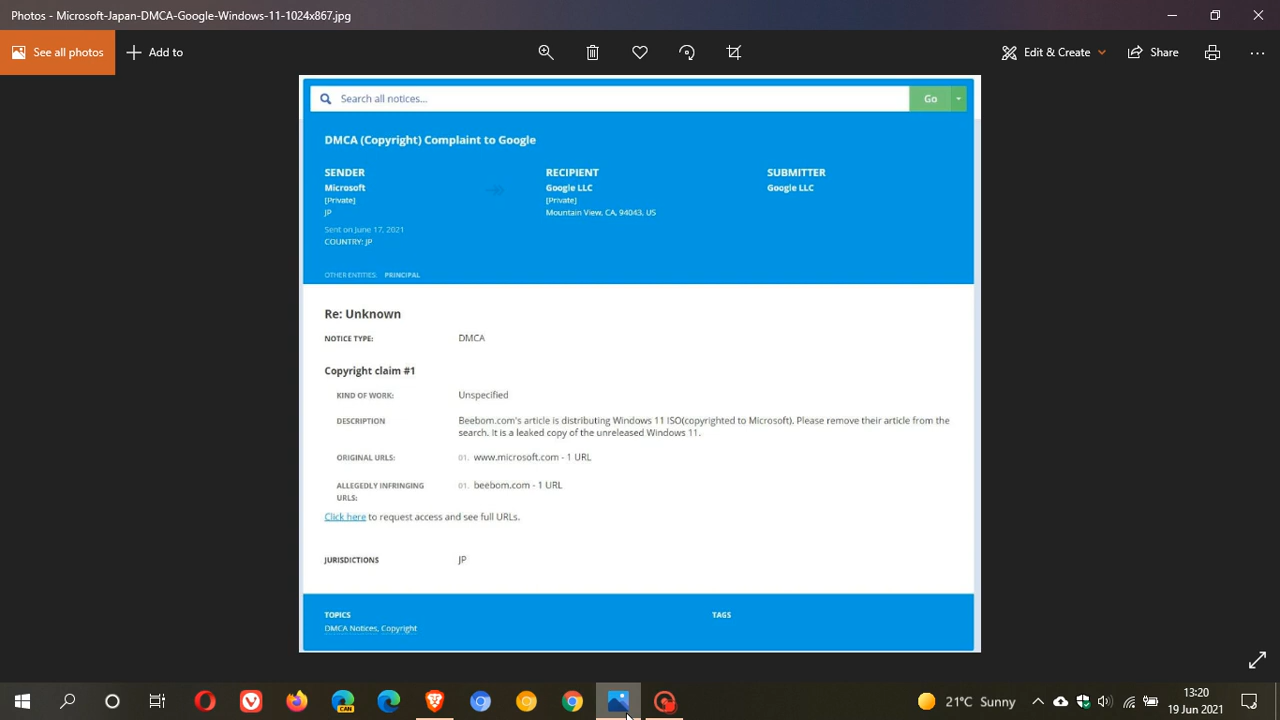 Photos - Microsoft-Japan-DMCA-Google-Windows-11-1024x867.jpg
See all photos
Add to
Edit & Create
Share
Search all notices...
Go
DMCA (Copyright) Complaint to Google
SENDER
Microsoft
[Private]
JP
Sent on June 17, 2021
COUNTRY: JP
RECIPIENT
Google LLC
[Private]
Mountain View, CA, 94043, US
SUBMITTER
Google LLC
OTHER ENTITIES: PRINCIPAL
Re: Unknown
NOTICE TYPE: DMCA
Copyright claim #1
KIND OF WORK: Unspecified
DESCRIPTION Beebom.com's article is distributing Windows 11 ISO(copyrighted to Microsoft). Please remove their article from the
search. It is a leaked copy of the unreleased Windows 11.
ORIGINAL URLS: 01. www.microsoft.com - 1 URL
ALLEGEDLY INFRINGING
URLS:
01. beebom.com - 1 URL
Click here to request access and see full URLs.
JURISDICTIONS JP
TOPICS
DMCA Notices, Copyright
TAGS
CAN
21°C Sunny
13:20
19 Jun 2021